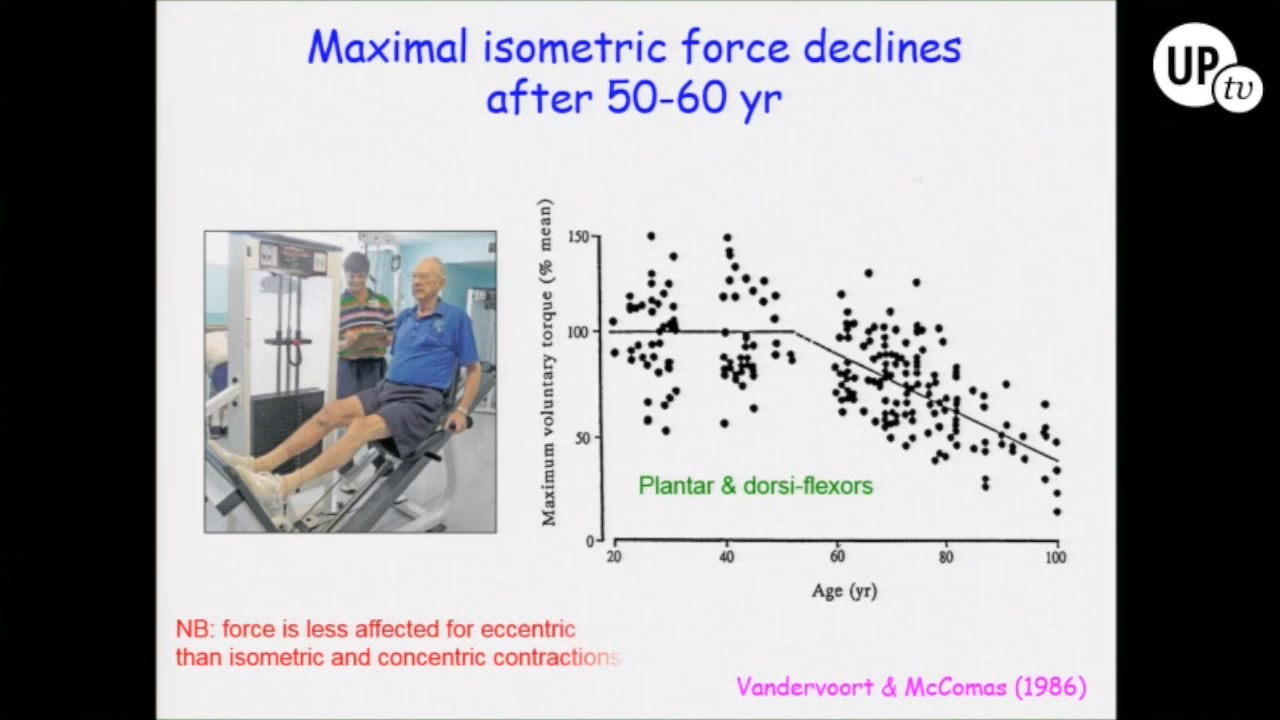 Maximal isometric force declines
after 50-60 yr
UP
tv
Maximum voluntary torque (% mean)
150
100
50
0
20
40
60
80
100
Age (yr)
Plantar & dorsi-flexors
NB: force is less affected for eccentric
than isometric and concentric contractions
Vandervoort & McComas (1986)